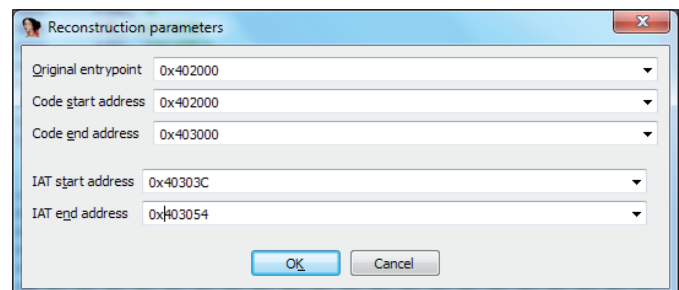 Reconstruction parameters
Original entrypoint 0x402000
Code start address 0x402000
Code end address 0x403000
IAT start address 0x40303C
IAT end address 0x403054
OK Cancel